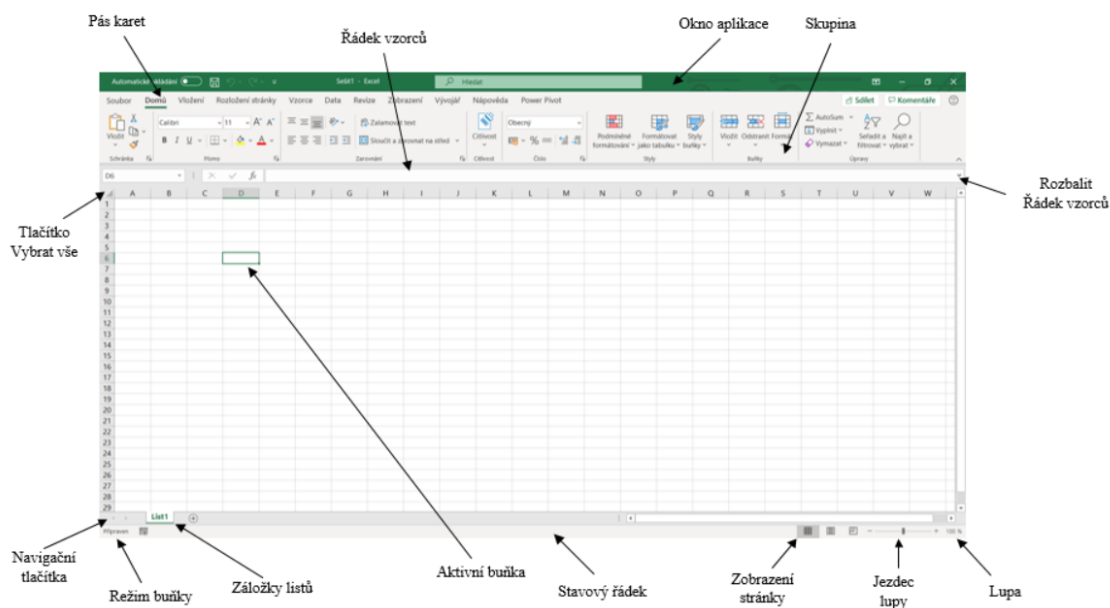 Pás karet
Okno aplikace
Skupina
Řádek vzorců
Automatické ukládání
Sešit1 - Excel
Hledat
Soubor Domů Vložení Rozložení stránky Vzorce Data Revize Zobrazení Vývojář Nápověda Power Pivot
Sdílet Komentáře
Vložit
Calibri 11
B I U
Zalamovat text
Sloučit a zarovnat na střed
Citlivost
Obecný
%
Podmíněné formátování
Formátovat jako tabulku
Styly buňky
Vložit Odstranit Formát
AutoSum
Vyplnit
Vymazat
Seřadit a filtrovat
Najít a vybrat
Schránka Písmo Zarovnání Citlivost Číslo Styly Buňky Úpravy
D6
fx
Rozbalit
Řádek vzorců
A B C D E F G H I J K L M N O P Q R S T U V W
Tlačítko
Vybrat vše
1
2
3
4
5
6
7
8
9
10
11
12
13
14
15
16
17
18
19
20
21
22
23
24
25
26
27
28
29
List1
Připraven
100 %
Navigační
tlačítka
Režim buňky
Záložky listů
Aktivní buňka
Stavový řádek
Zobrazení
stránky
Jezdec
lupy
Lupa